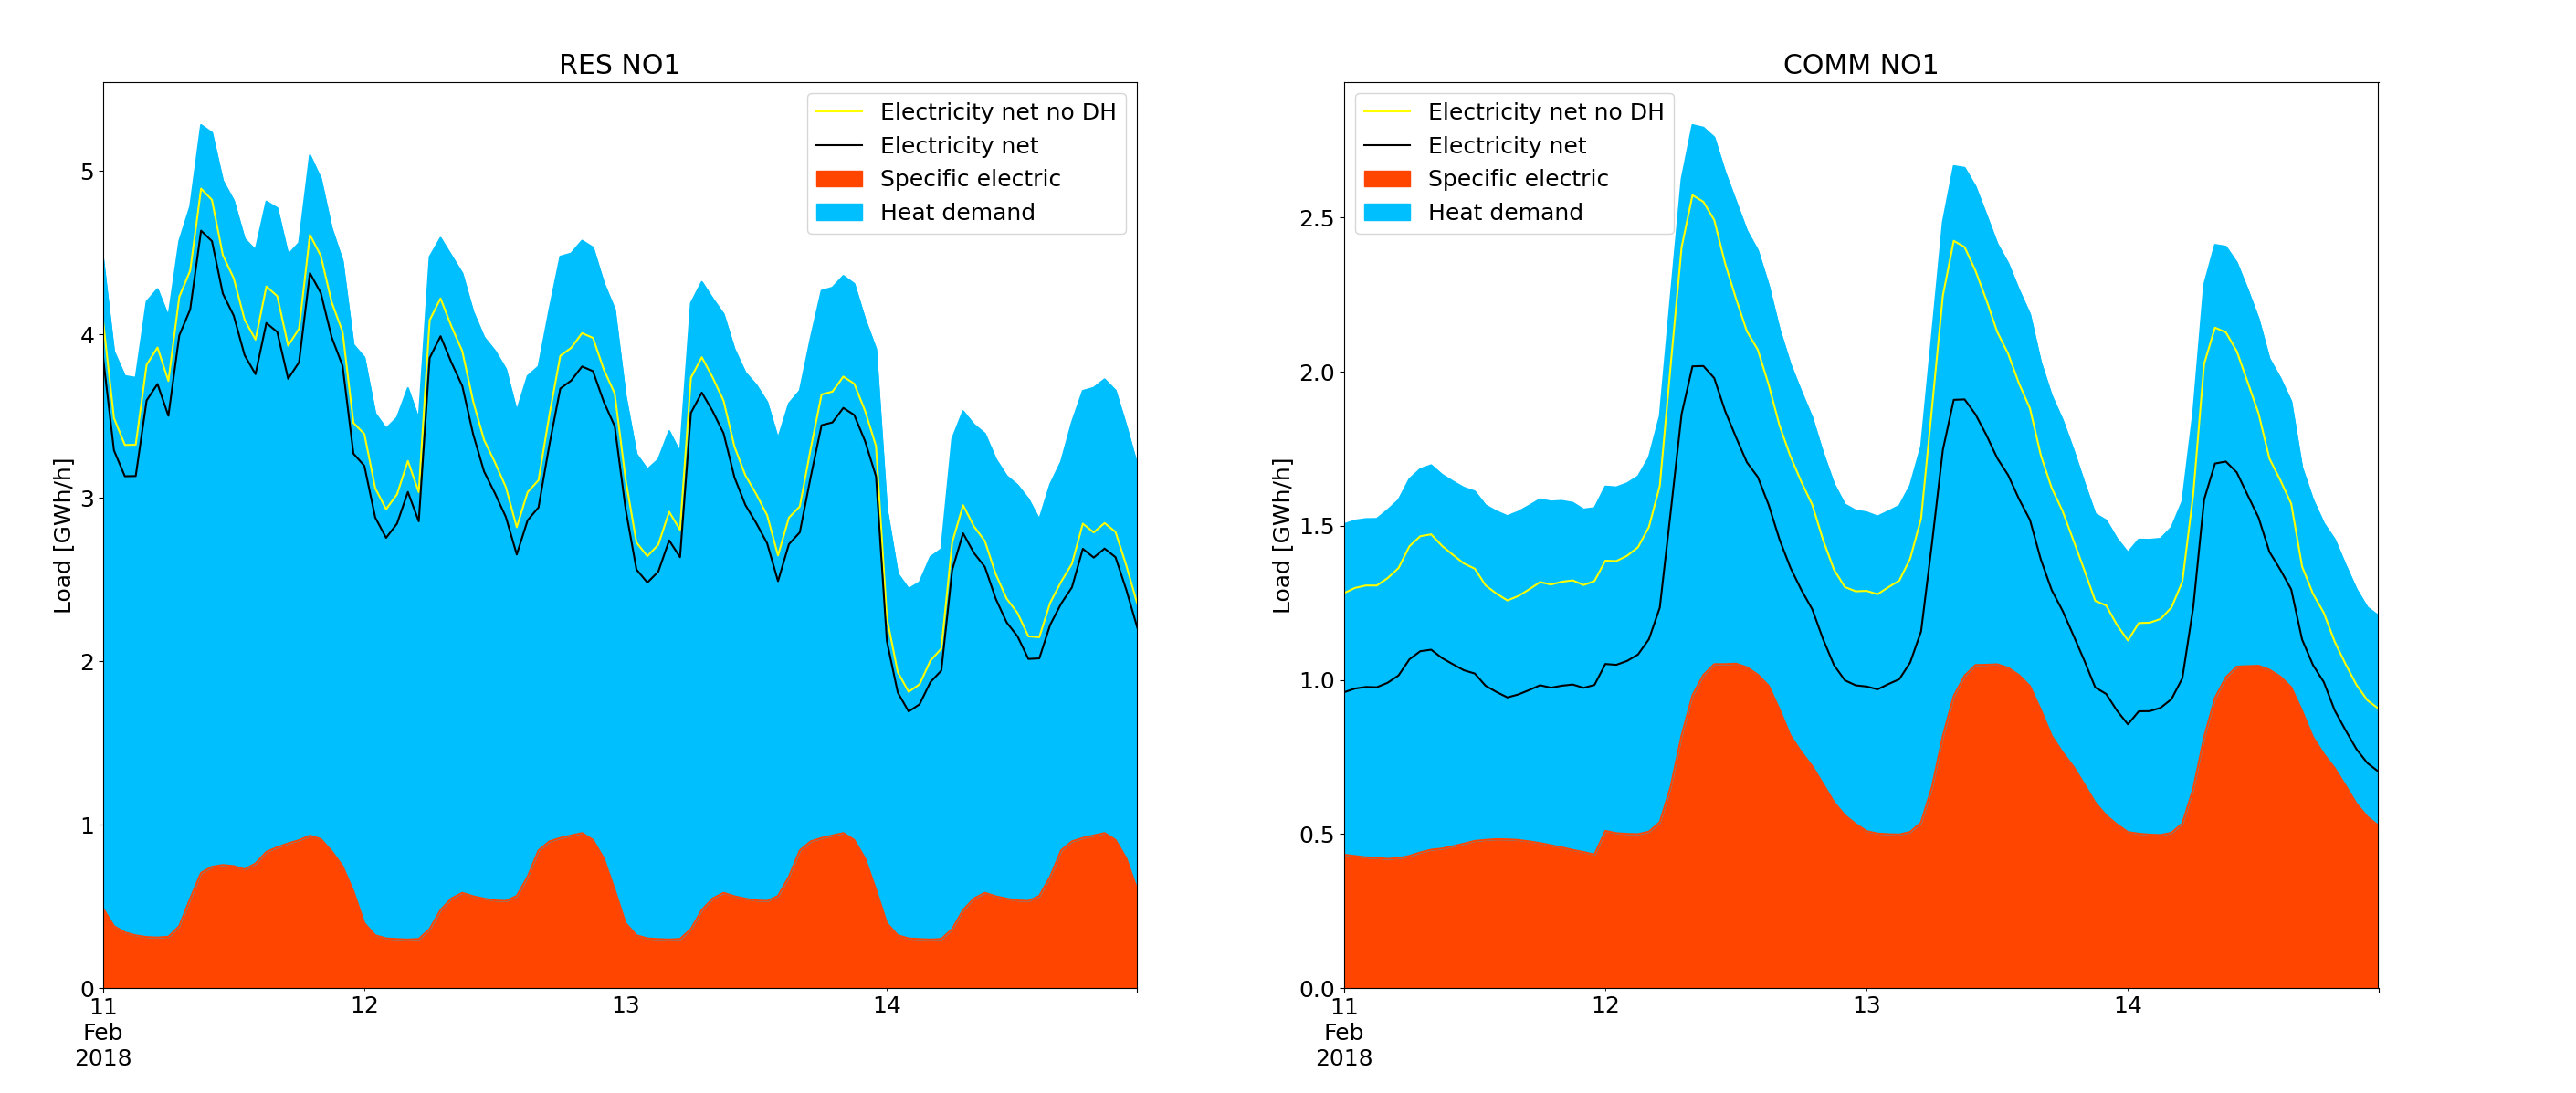 RES NO1
Electricity net no DH
Electricity net
Specific electric
Heat demand
Load [GWh/h]
5
4
3
2
1
0
11
Feb
2018
12
13
14
COMM NO1
Electricity net no DH
Electricity net
Specific electric
Heat demand
Load [GWh/h]
2.5
2.0
1.5
1.0
0.5
0.0
11
Feb
2018
12
13
14